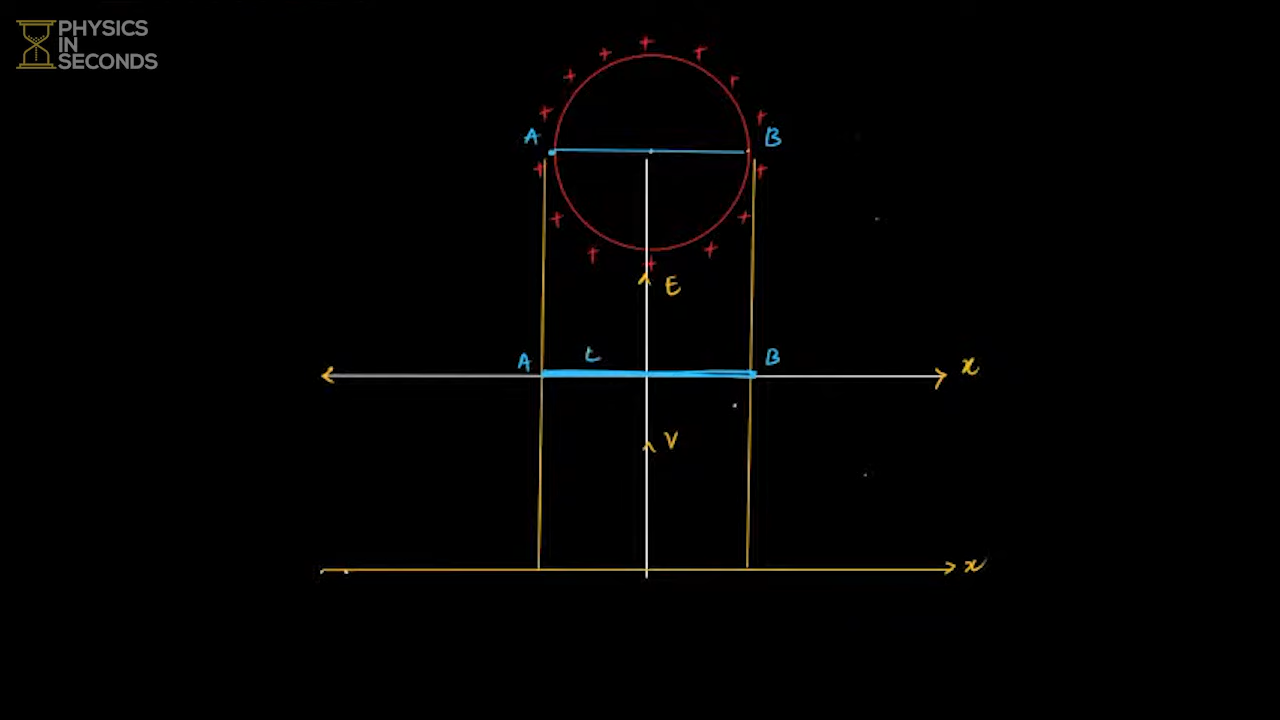 PHYSICS
IN
SECONDS
+ + + + + + + + + + + + + + + +
A B
E
A B
x
V
x